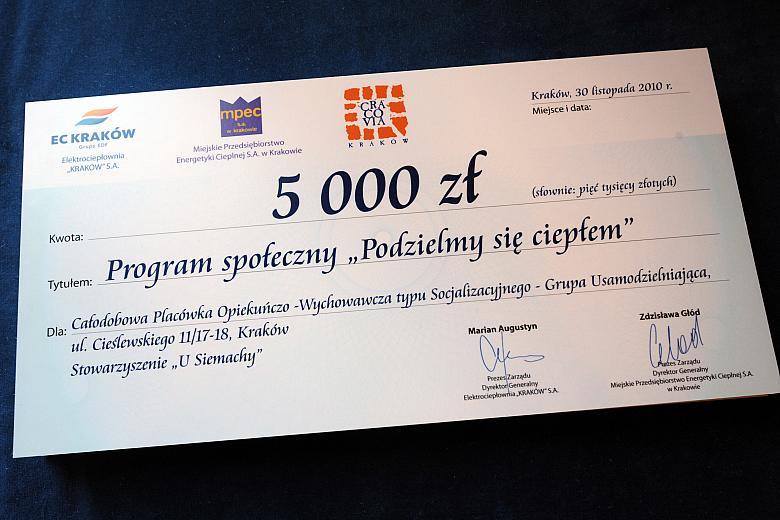 EC KRAKÓW
Grupa EDF
Elektrociepłownia
„KRAKÓW” S.A.
mpec
s.a.
w krakowie
Miejskie Przedsiębiorstwo
Energetyki Cieplnej S.A. w Krakowie
CRA
CO
VIA
KRAKÓW
Kraków, 30 listopada 2010 r.
Miejsce i data:
Kwota: 5 000 zł (słownie: pięć tysięcy złotych)
Tytułem: Program społeczny „Podzielmy się ciepłem”
Dla: Całodobowa Placówka Opiekuńczo -Wychowawcza typu Socjalizacyjnego - Grupa Usamodzielniająca,
ul. Cieślewskiego 11/17-18, Kraków
Stowarzyszenie „U Siemachy”
Marian Augustyn
Prezes Zarządu
Dyrektor Generalny
Elektrociepłownia „KRAKÓW” S.A.
Zdzisława Głód
Prezes Zarządu
Dyrektor Generalny
Miejskie Przedsiębiorstwo Energetyki Cieplnej S.A.
w Krakowie